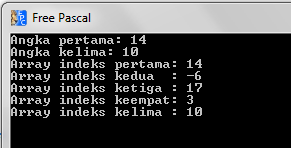 Free Pascal
Angka pertama: 14
Angka kelima: 10
Array indeks pertama: 14
Array indeks kedua  : -6
Array indeks ketiga : 17
Array indeks keempat: 3
Array indeks kelima : 10